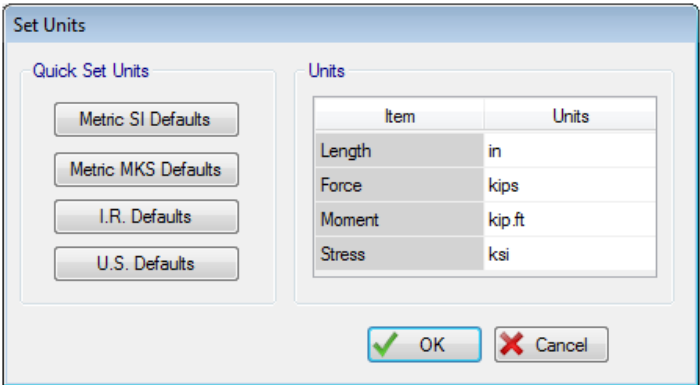 Set Units
Quick Set Units
Metric SI Defaults
Metric MKS Defaults
I.R. Defaults
U.S. Defaults
Units
Item Units
Length in
Force kips
Moment kip.ft
Stress ksi
OK Cancel